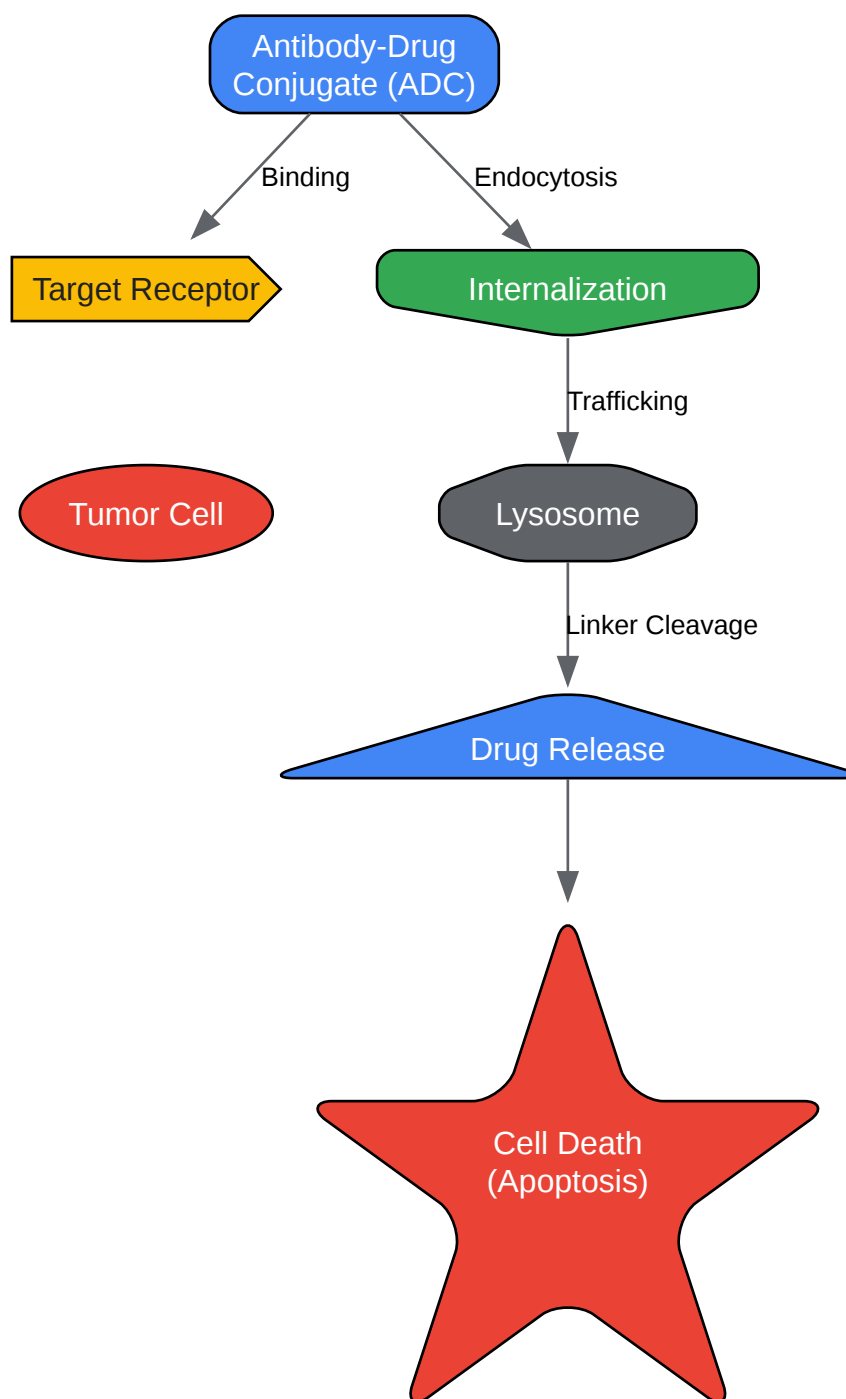 Antibody-Drug
Conjugate (ADC)
Binding
Endocytosis
Target Receptor
Internalization
Trafficking
Tumor Cell
Lysosome
Linker Cleavage
Drug Release
Cell Death
(Apoptosis)